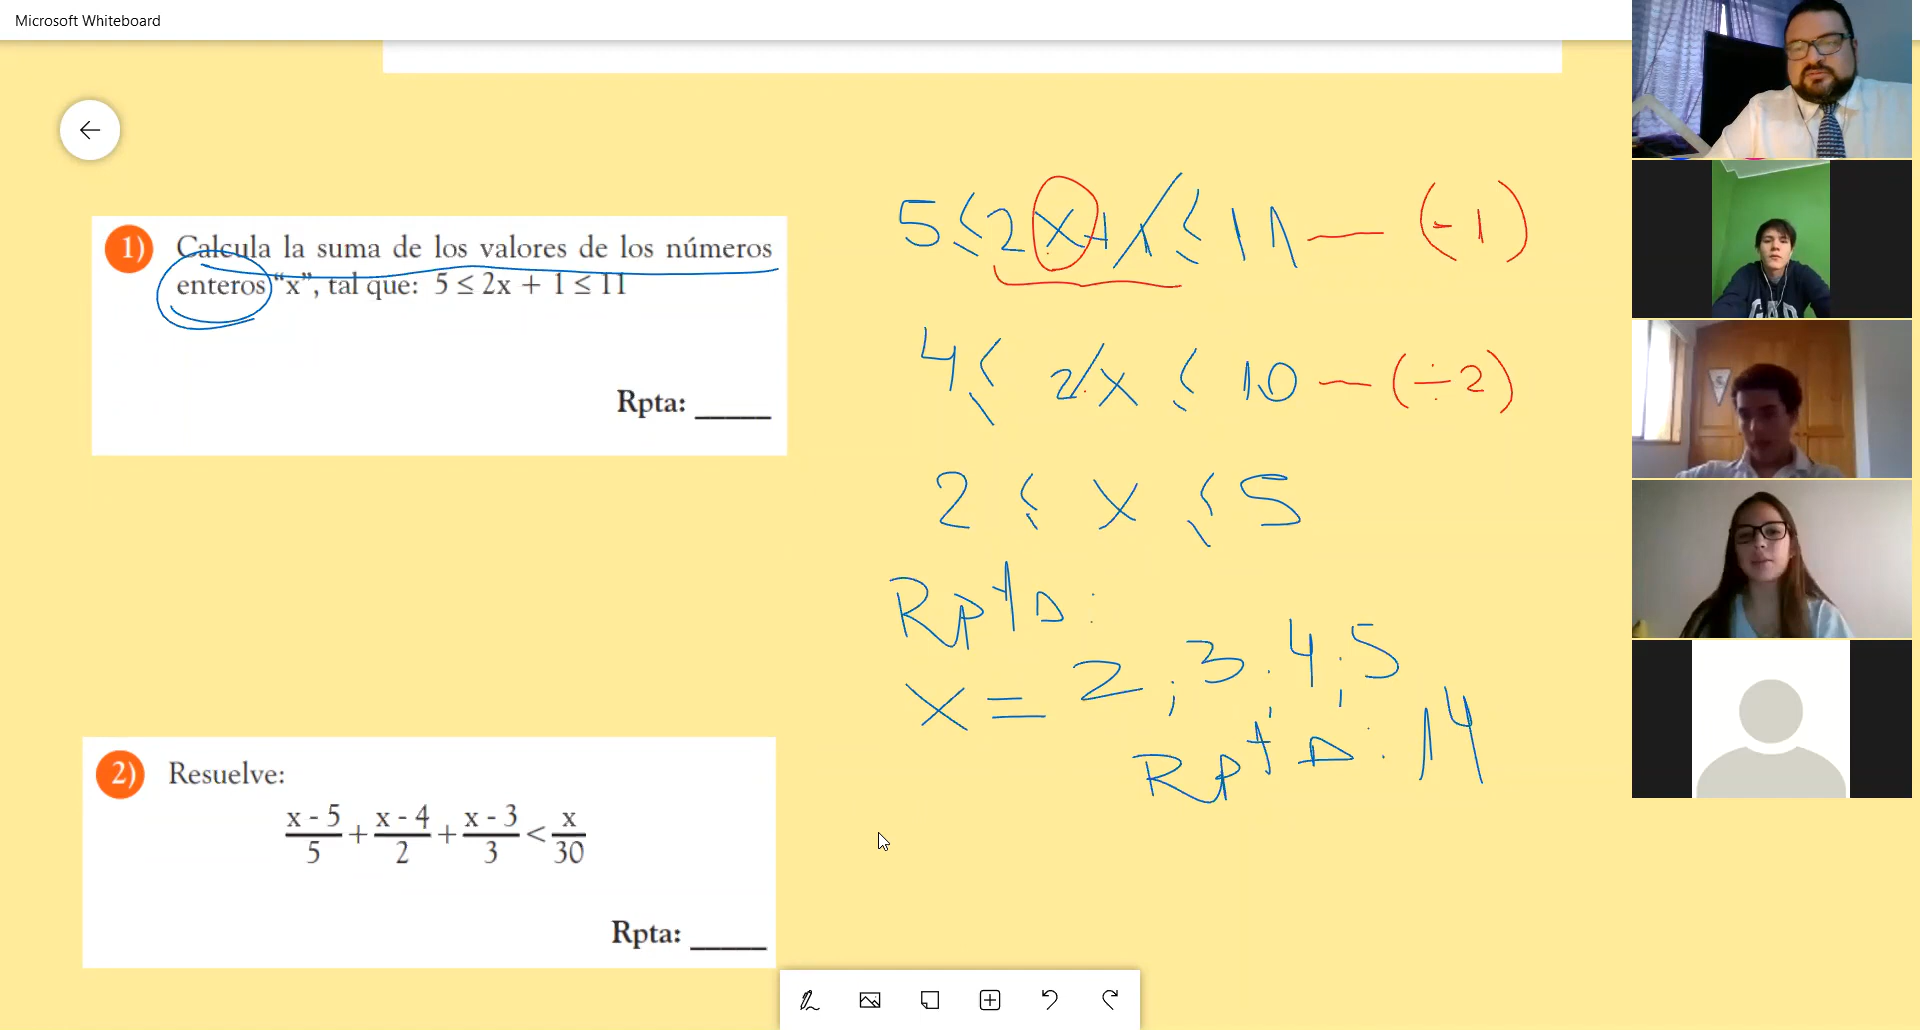 Microsoft Whiteboard
1) Calcula la suma de los valores de los números
enteros “x”, tal que: 5 ≤ 2x + 1 ≤ 11
Rpta: _____
5 ≤ 2x + 1 ≤ 11 — (-1)
4 ≤ 2x ≤ 10 — (÷2)
2 ≤ x ≤ 5
Rpta:
x = 2 ; 3 ; 4 ; 5
Rpta: 14
2) Resuelve:
x - 5/5 + x - 4/2 + x - 3/3 < x/30
Rpta: _____
GAP